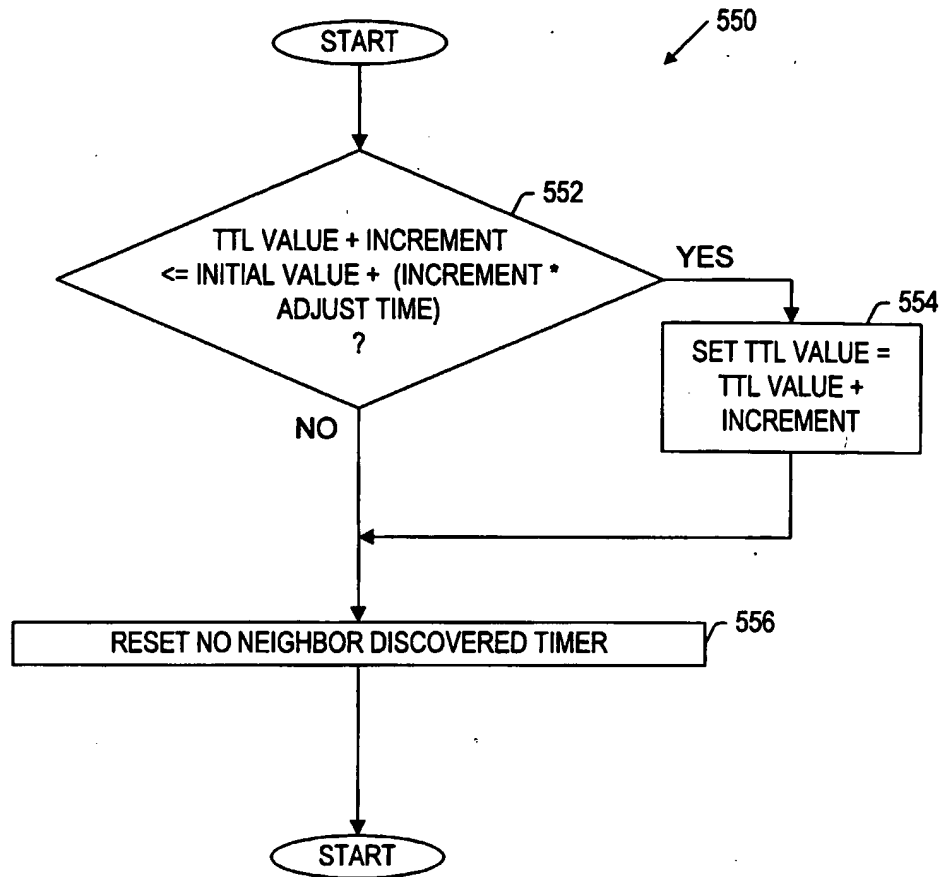 START
550
552
TTL VALUE + INCREMENT
<= INITIAL VALUE + (INCREMENT *
ADJUST TIME)
?
YES
554
SET TTL VALUE =
TTL VALUE +
INCREMENT
NO
RESET NO NEIGHBOR DISCOVERED TIMER
556
START